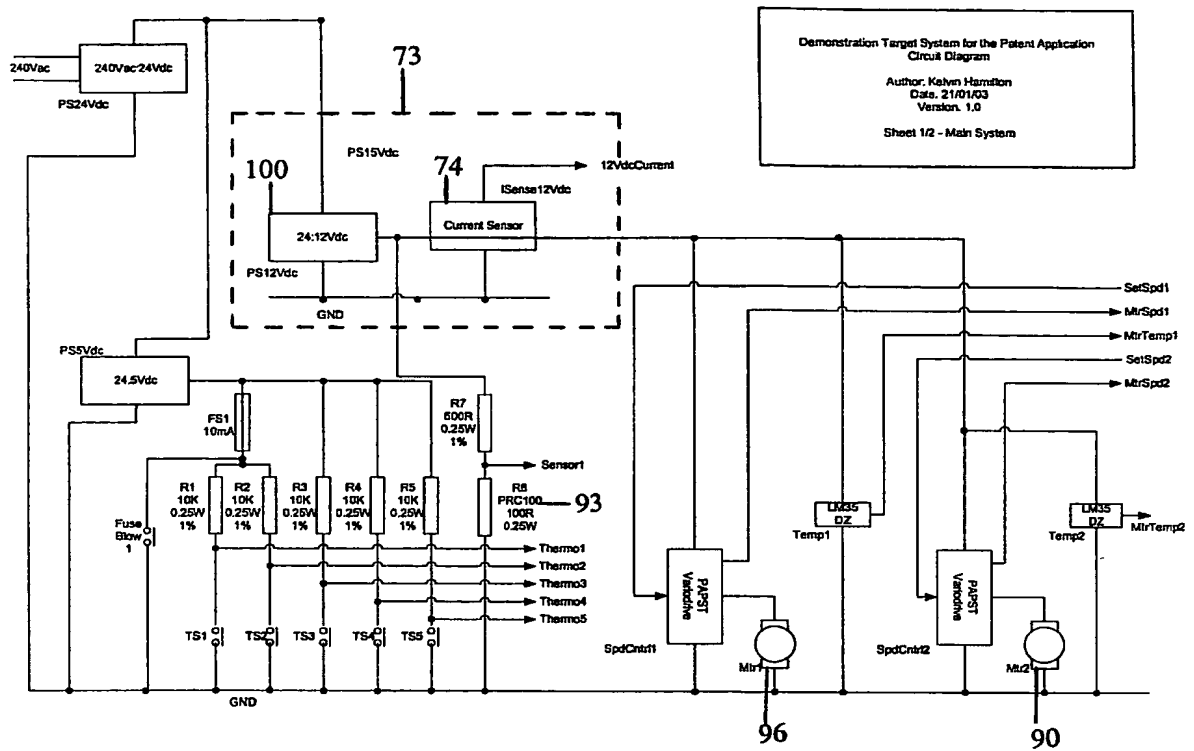 Demonstration Target System for the Patent Application
Circuit Diagram
Author: Kelvin Hamilton
Date. 21/01/03
Version. 1.0
Sheet 1/2 - Main System
240Vac
240Vac:24Vdc
PS24Vdc
73
PS15Vdc
100
74
12VdcCurrent
ISense12Vdc
Current Sensor
24:12Vdc
PS12Vdc
GND
SetSpd1
MtrSpd1
MtrTemp1
SetSpd2
MtrSpd2
PS5Vdc
24.5Vdc
FS1
10mA
R7
600R
0.25W
1%
Sensor1
R1
10K
0.25W
1%
R2
10K
0.25W
1%
R3
10K
0.25W
1%
R4
10K
0.25W
1%
R5
10K
0.25W
1%
R6
PRC100
100R
0.25W
93
Fuse
Blow
1
Thermo1
Thermo2
Thermo3
Thermo4
Thermo5
TS1
TS2
TS3
TS4
TS5
LM35
DZ
Temp1
LM35
DZ
Temp2
MtrTemp2
PAPST
Variodrive
SpdCntrl1
Mtr1
PAPST
Variodrive
SpdCntrl2
Mtr2
GND
96
90